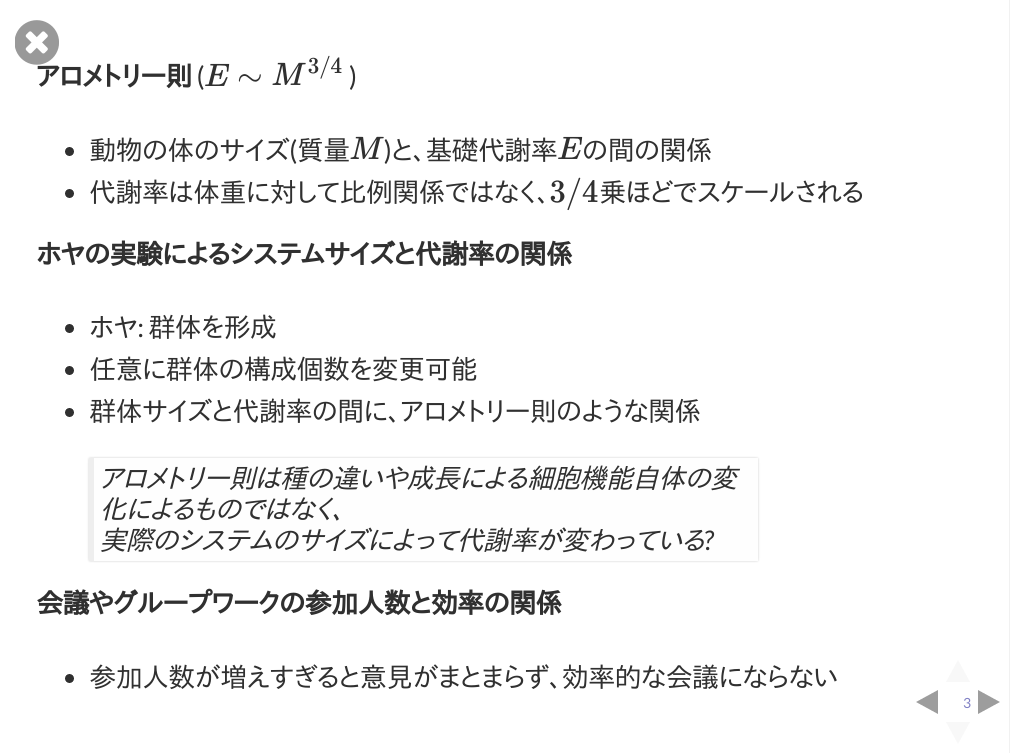 アロメトリー則 (E ∼ M^{3/4})
• 動物の体のサイズ(質量M)と、基礎代謝率Eの間の関係
• 代謝率は体重に対して比例関係ではなく、3/4乗ほどでスケールされる
ホヤの実験によるシステムサイズと代謝率の関係
• ホヤ: 群体を形成
• 任意に群体の構成個数を変更可能
• 群体サイズと代謝率の間に、アロメトリー則のような関係
アロメトリー則は種の違いや成長による細胞機能自体の変
化によるものではなく、
実際のシステムのサイズによって代謝率が変わっている?
会議やグループワークの参加人数と効率の関係
• 参加人数が増えすぎると意見がまとまらず、効率的な会議にならない
3